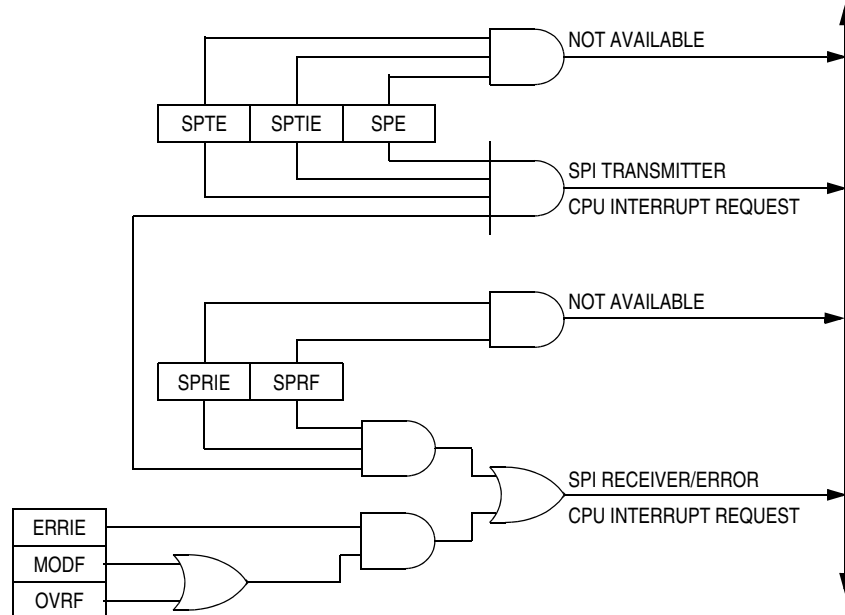 NOT AVAILABLE
SPTE SPTIE SPE
SPI TRANSMITTER
CPU INTERRUPT REQUEST
NOT AVAILABLE
SPRIE SPRF
SPI RECEIVER/ERROR
CPU INTERRUPT REQUEST
ERRIE
MODF
OVRF